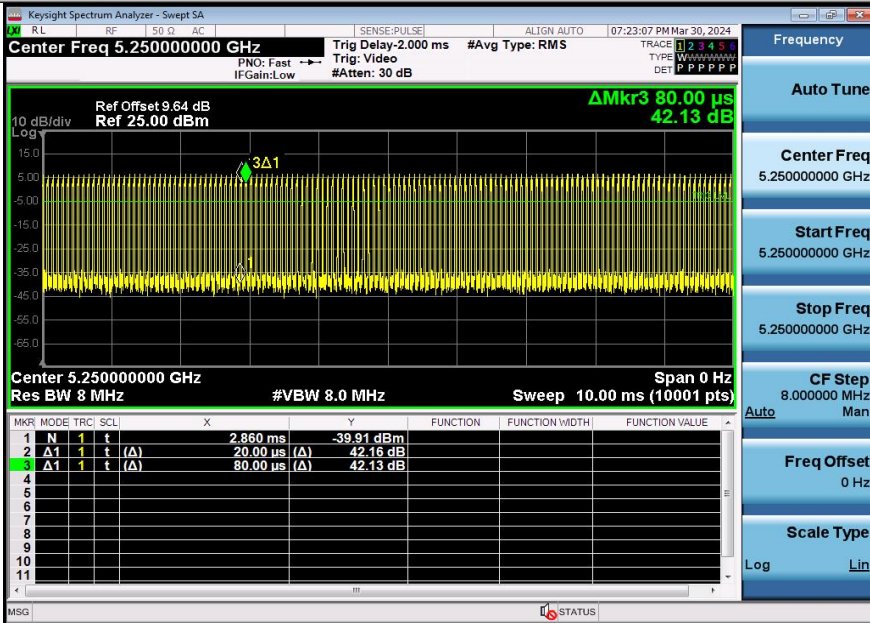 Keysight Spectrum Analyzer - Swept SA
LXI RL RF 50 Ω AC SENSE:PULSE ALIGN AUTO 07:23:07 PM Mar 30, 2024
Center Freq 5.250000000 GHz Trig Delay-2.000 ms #Avg Type: RMS TRACE 1 2 3 4 5 6
PNO: Fast Trig: Video TYPE WWWWWW
IFGain:Low #Atten: 30 dB DET P P P P P P
Ref Offset 9.64 dB ΔMkr3 80.00 µs
10 dB/div Ref 25.00 dBm 42.13 dB
Log
15.0
3Δ1
5.00
-5.00
-15.0
-25.0
1
-35.0
-45.0
-55.0
-65.0
Center 5.250000000 GHz Span 0 Hz
Res BW 8 MHz #VBW 8.0 MHz Sweep 10.00 ms (10001 pts)
MKR MODE TRC SCL X Y FUNCTION FUNCTION WIDTH FUNCTION VALUE
1 N 1 t 2.860 ms -39.91 dBm
2 Δ1 1 t (Δ) 20.00 µs (Δ) 42.16 dB
3 Δ1 1 t (Δ) 80.00 µs (Δ) 42.13 dB
4
5
6
7
8
9
10
11
MSG STATUS
Frequency
Auto Tune
Center Freq
5.250000000 GHz
Start Freq
5.250000000 GHz
Stop Freq
5.250000000 GHz
CF Step
8.000000 MHz
Auto Man
Freq Offset
0 Hz
Scale Type
Log Lin